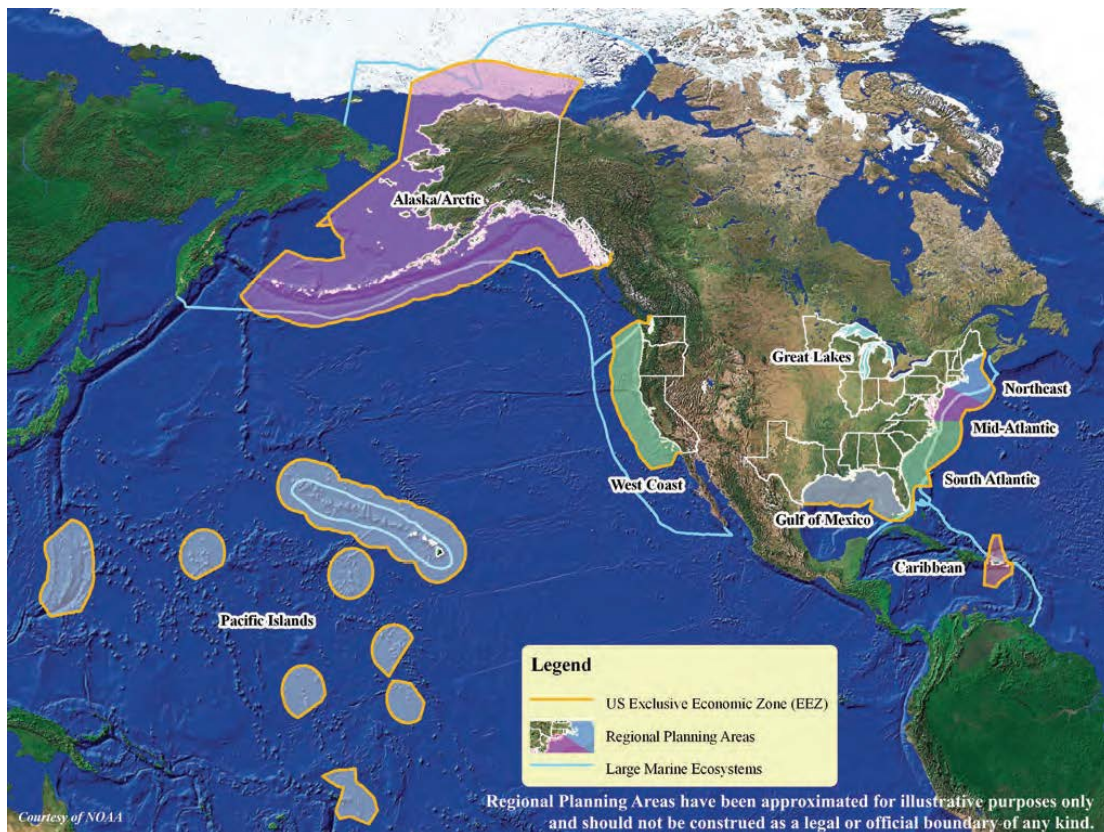 Alaska/Arctic
Great Lakes
Northeast
Mid-Atlantic
West Coast
South Atlantic
Gulf of Mexico
Caribbean
Pacific Islands
Legend
US Exclusive Economic Zone (EEZ)
Regional Planning Areas
Large Marine Ecosystems
Courtesy of NOAA
Regional Planning Areas have been approximated for illustrative purposes only
and should not be construed as a legal or official boundary of any kind.